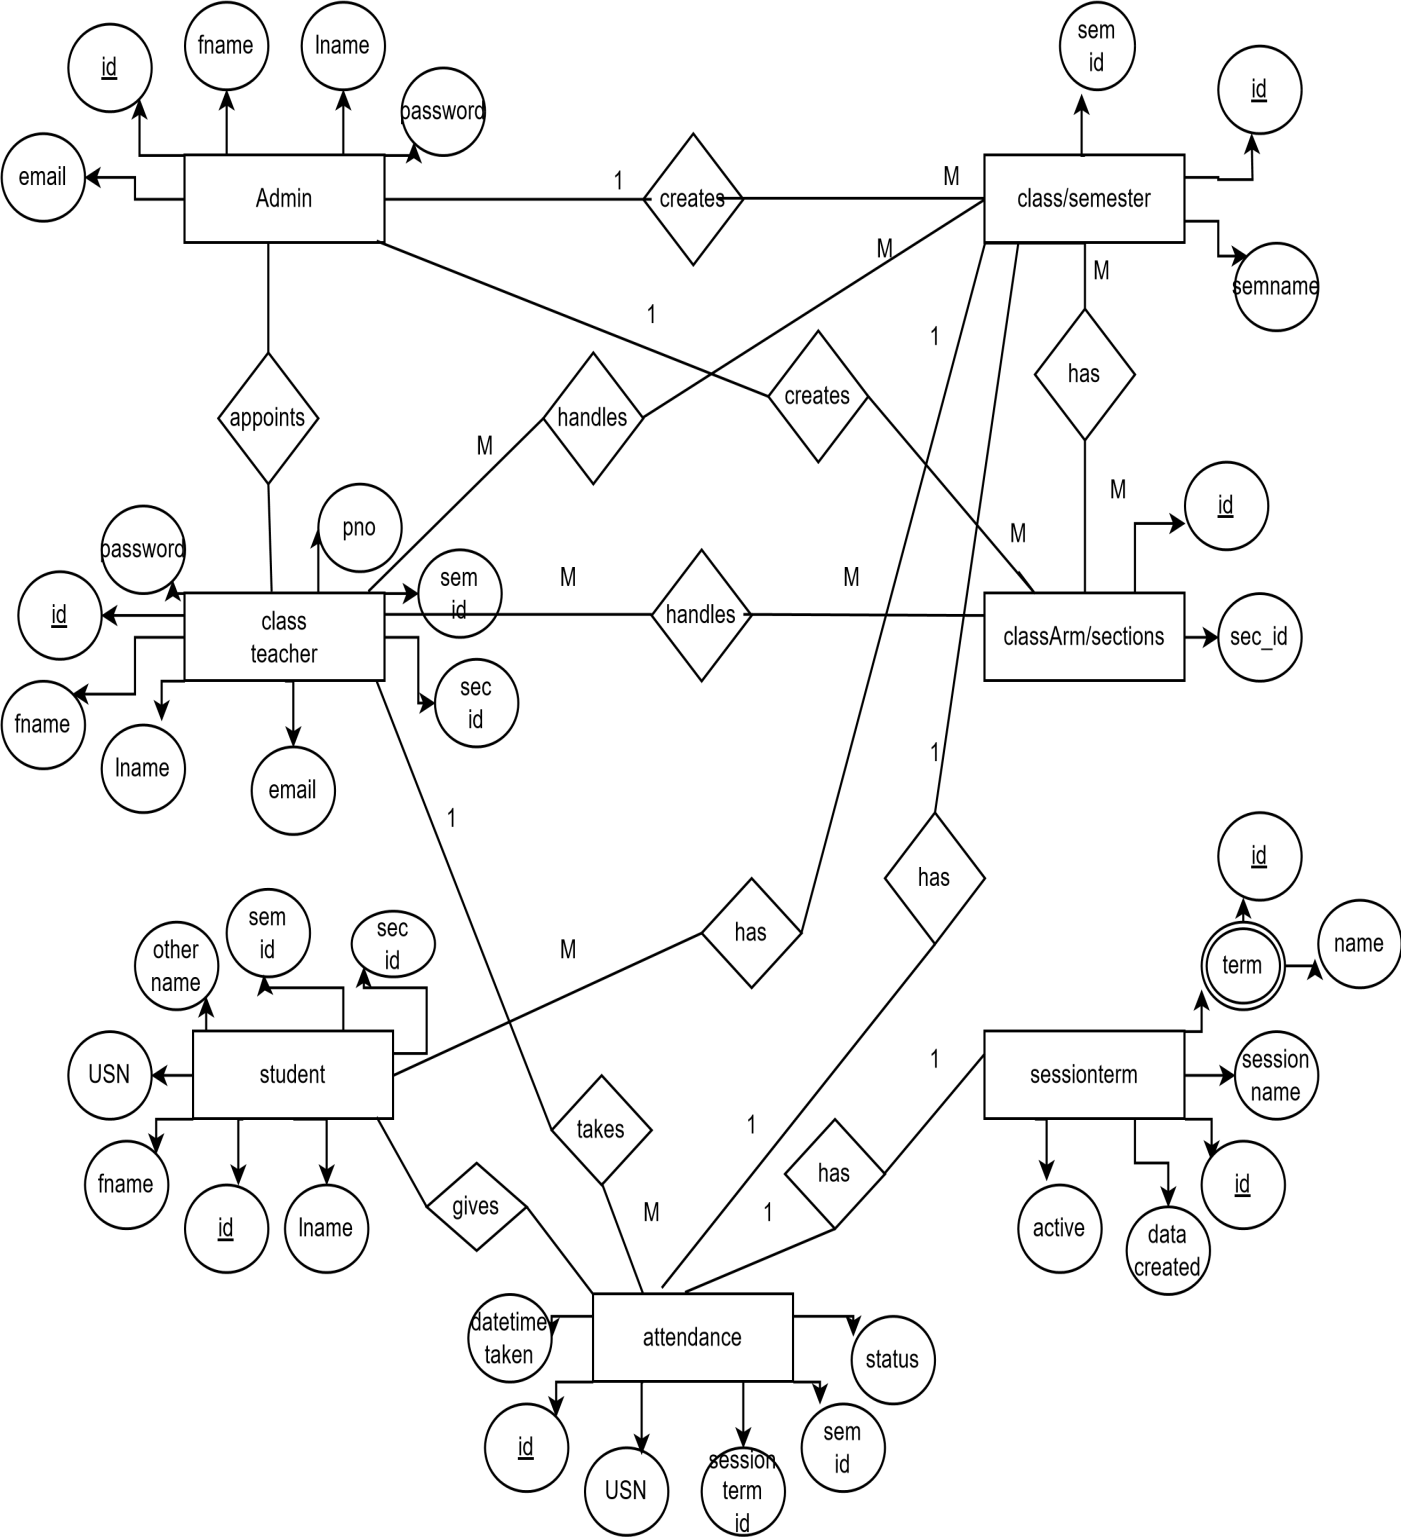 sem
id
fname
lname
id
id
password
email
1
M
Admin
creates
class/semester
M
M
semname
1
1
has
creates
appoints
handles
M
M
id
pno
M
password
sem
id
M
M
id
handles
class
teacher
classArm/sections
sec_id
sec
id
fname
lname
1
email
1
id
has
sem
id
has
sec
id
other
name
M
name
term
1
USN
student
sessionterm
session
name
1
takes
has
fname
id
gives
M
1
id
lname
active
data
created
datetime
taken
attendance
status
sem
id
id
USN
session
term
id